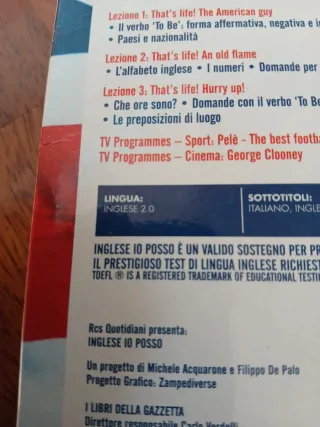 Lezione 1: That's life! The American guy
• Il verbo 'To Be': forma affermativa, negativa e
• Paesi e nazionalità
Lezione 2: That's life! An old flame
• L'alfabeto inglese • I numeri • Domande per
Lezione 3: That's life! Hurry up!
• Che ore sono? • Domande con il verbo 'To Be
• Le preposizioni di luogo
TV Programmes – Sport: Pelè - The best footba
TV Programmes – Cinema: George Clooney
LINGUA:
INGLESE 2.0
SOTTOTITOLI:
ITALIANO, INGLE
INGLESE IO POSSO È UN VALIDO SOSTEGNO PER PR
IL PRESTIGIOSO TEST DI LINGUA INGLESE RICHIEST
TOEFL ® IS A REGISTERED TRADEMARK OF EDUCATIONAL TESTIN
Rcs Quotidiani presenta:
INGLESE IO POSSO
Un progetto di Michele Acquarone e Filippo De Palo
Progetto Grafico: Zampediverse
I LIBRI DELLA GAZZETTA
Direttore responsabile Carlo Verdelli